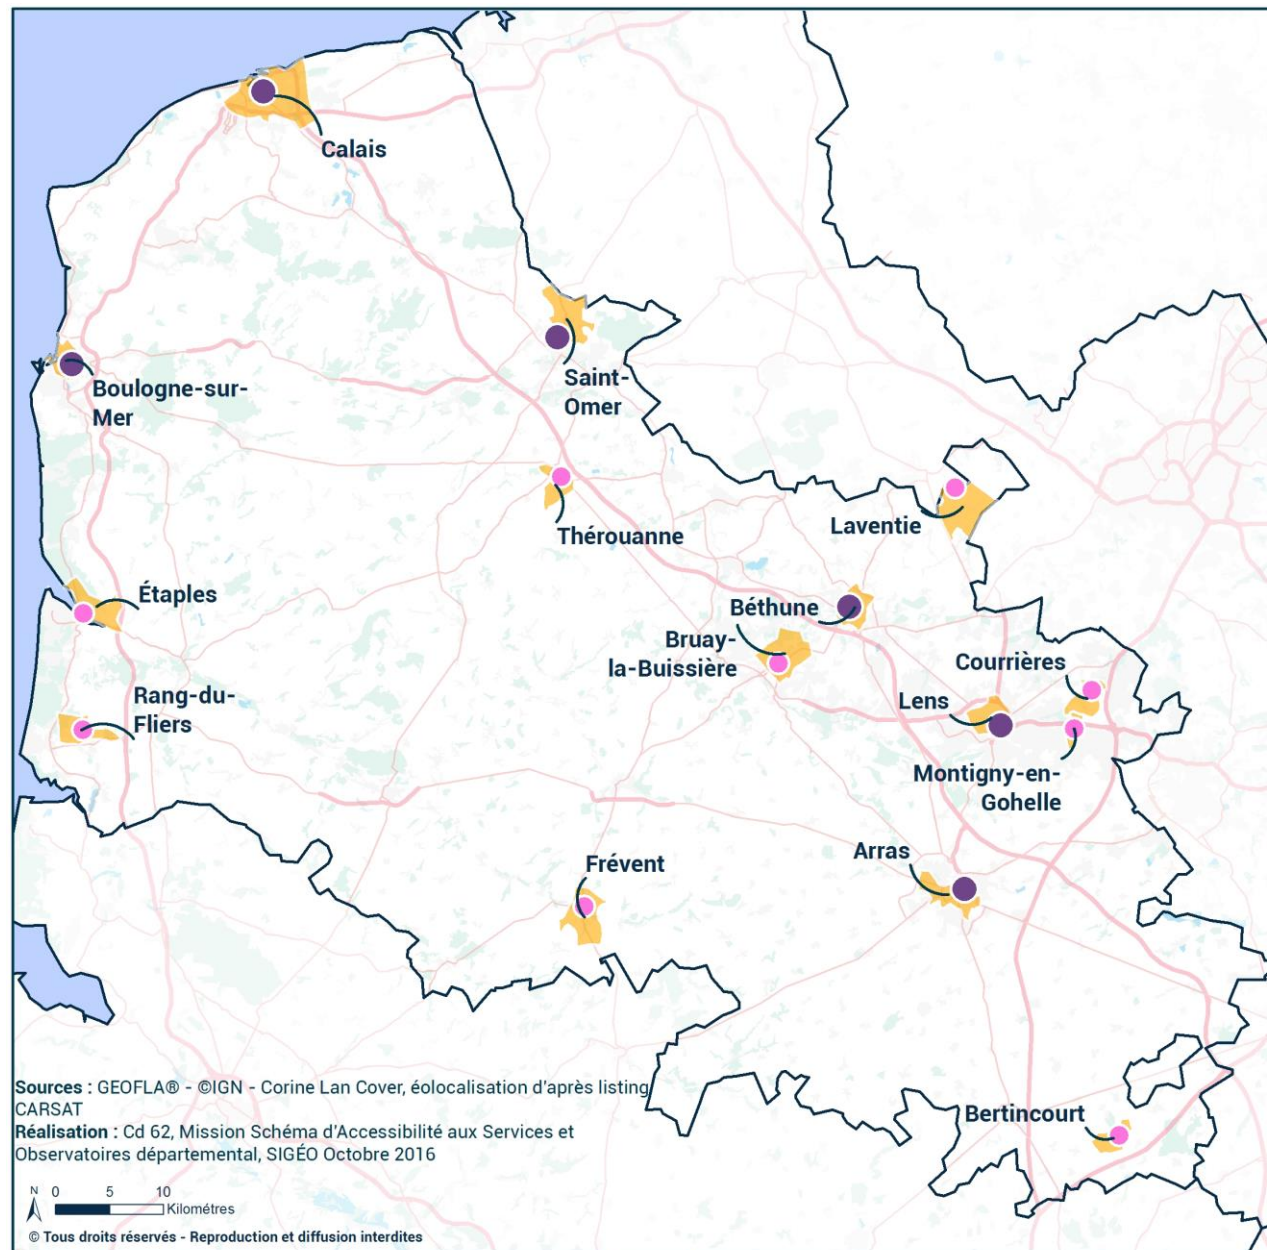 Calais
Saint-
Omer
Boulogne-sur-
Mer
Thérouanne
Laventie
Étaples
Béthune
Bruay-
la-Buissière
Courrières
Rang-du-
Fliers
Lens
Montigny-en-
Gohelle
Arras
Frévent
Bertincourt
Sources : GEOFLA® - ©IGN - Corine Lan Cover, éolocalisation d'après listing
CARSAT
Réalisation : Cd 62, Mission Schéma d'Accessibilité aux Services et
Observatoires départemental, SIGÉO Octobre 2016
N 0 5 10
Kilométres
© Tous droits réservés - Reproduction et diffusion interdites